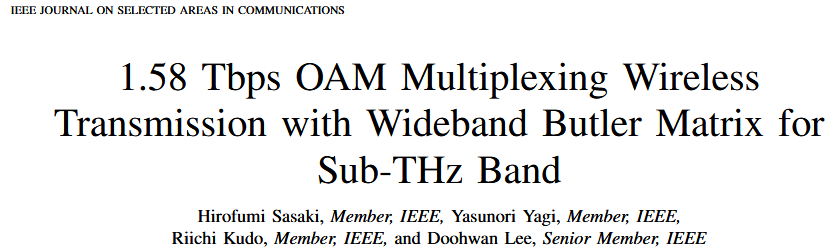 IEEE JOURNAL ON SELECTED AREAS IN COMMUNICATIONS
1.58 Tbps OAM Multiplexing Wireless
Transmission with Wideband Butler Matrix for
Sub-THz Band
Hirofumi Sasaki, Member, IEEE, Yasunori Yagi, Member, IEEE,
Riichi Kudo, Member, IEEE, and Doohwan Lee, Senior Member, IEEE